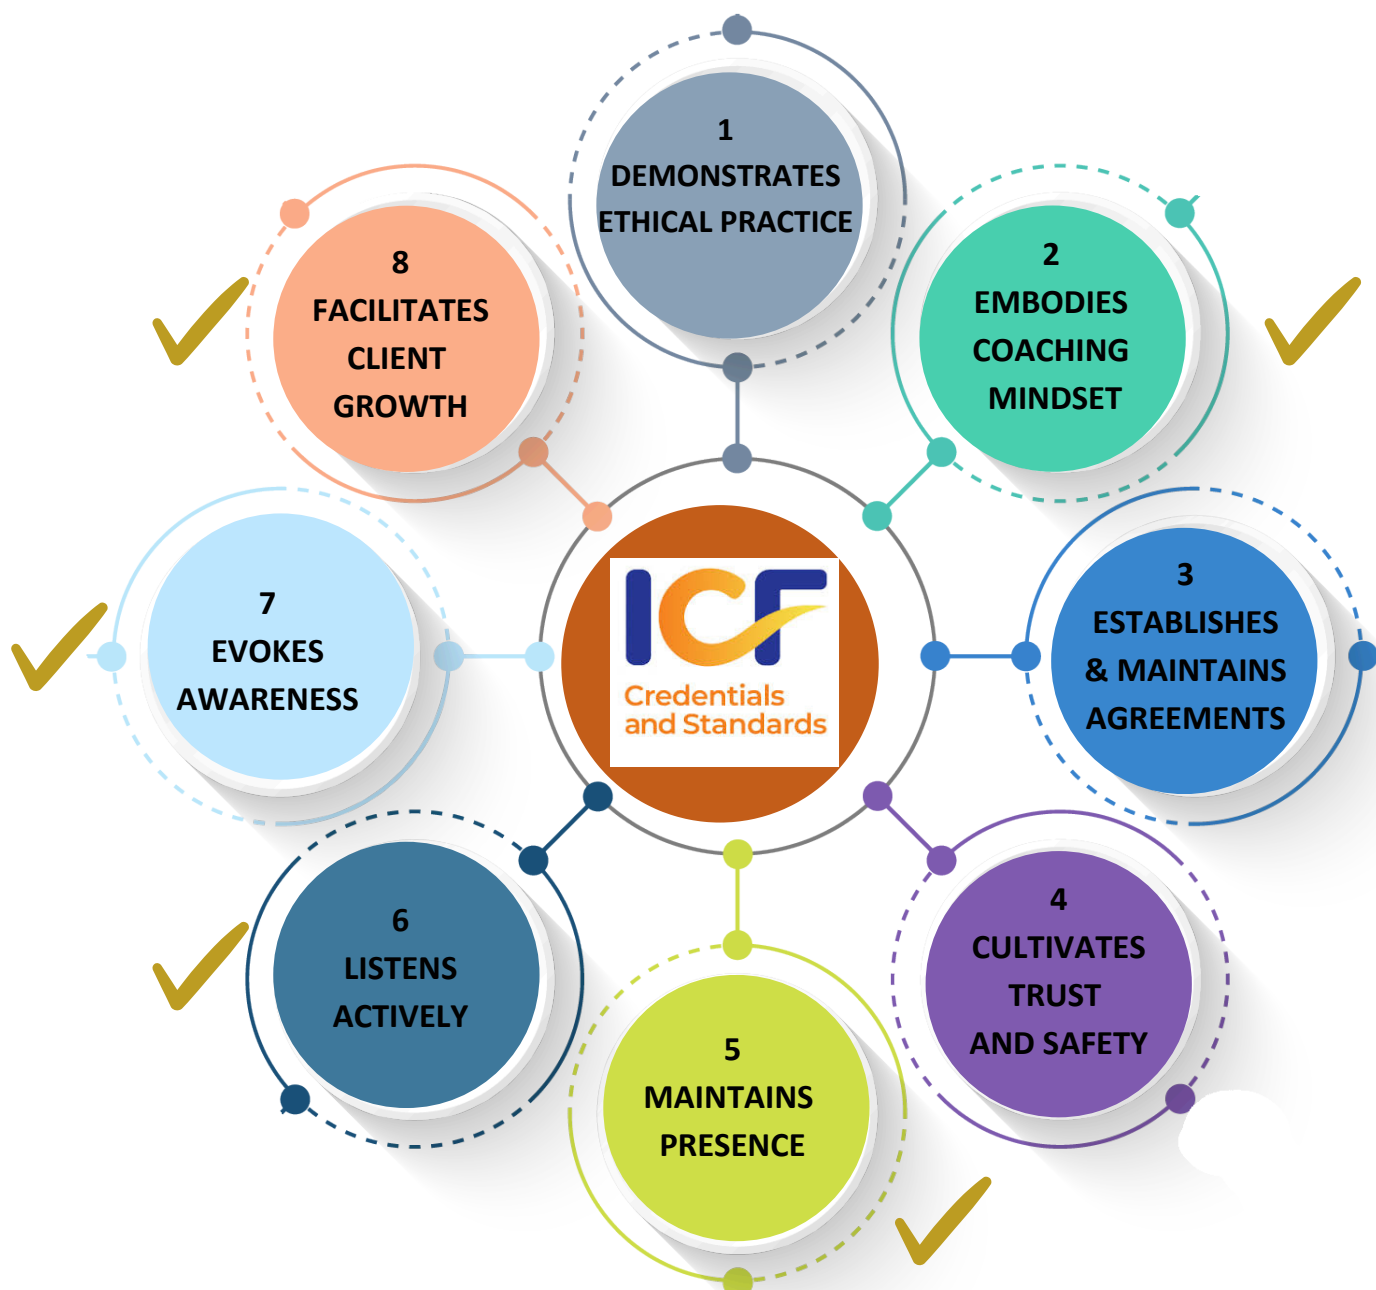 1
DEMONSTRATES
ETHICAL PRACTICE
2
EMBODIES
COACHING
MINDSET
3
ESTABLISHES
& MAINTAINS
AGREEMENTS
4
CULTIVATES
TRUST
AND SAFETY
5
MAINTAINS
PRESENCE
6
LISTENS
ACTIVELY
7
EVOKES
AWARENESS
8
FACILITATES
CLIENT
GROWTH
ICF
Credentials
and Standards